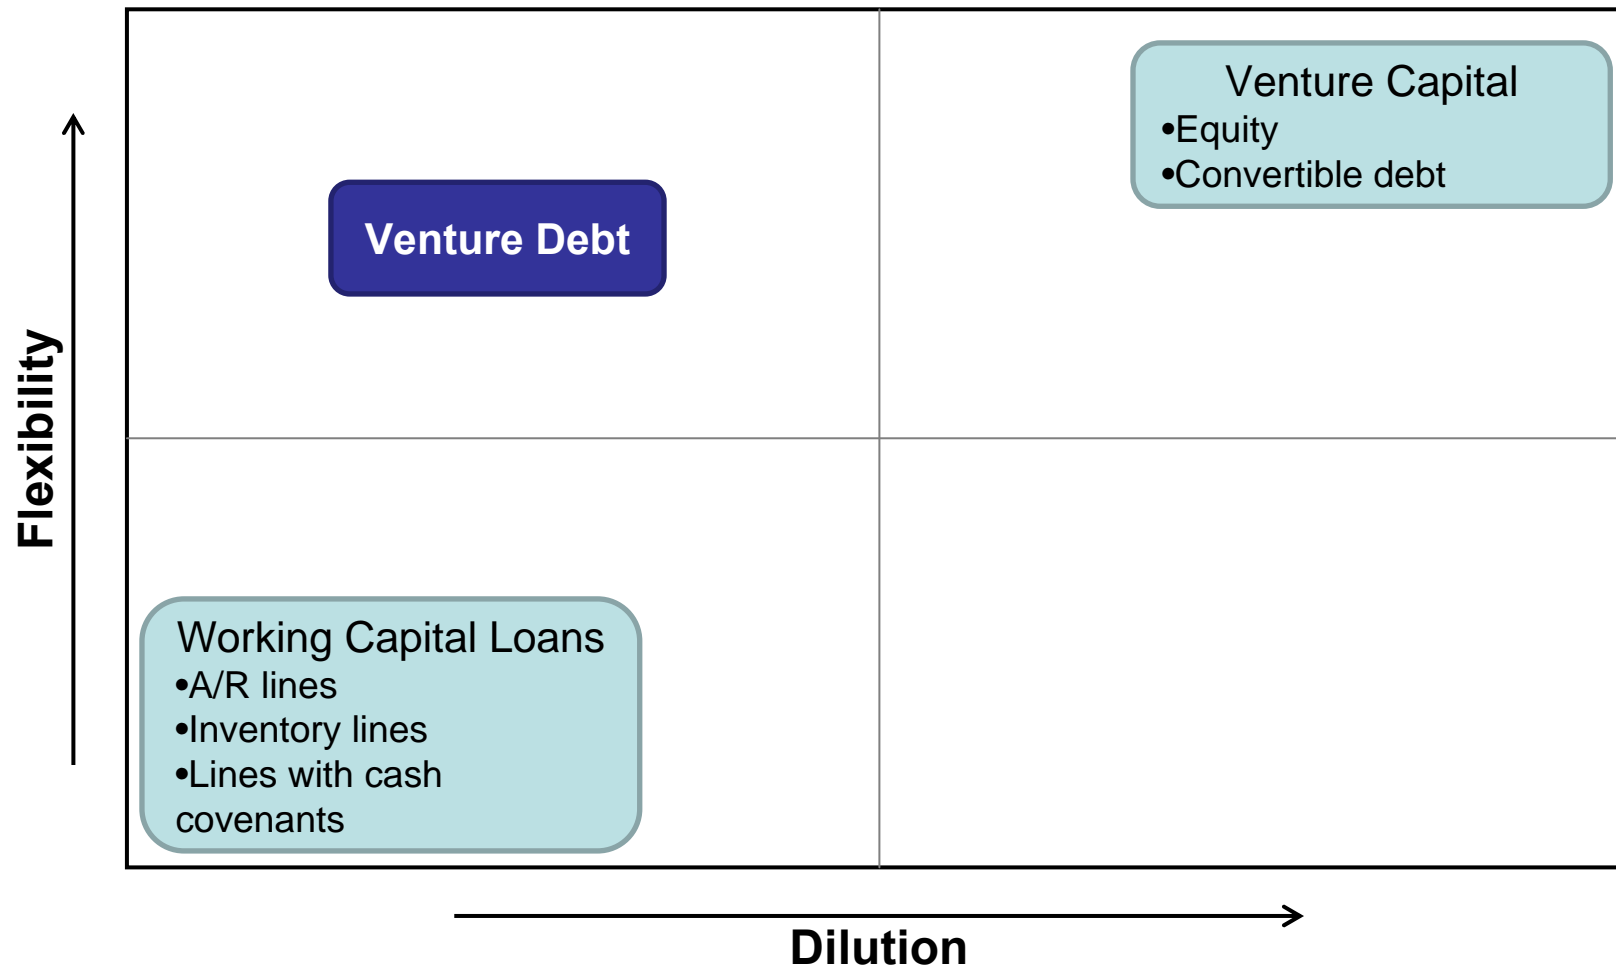 Venture Capital
•Equity
•Convertible debt
Venture Debt
Flexibility
Working Capital Loans
•A/R lines
•Inventory lines
•Lines with cash
covenants
Dilution